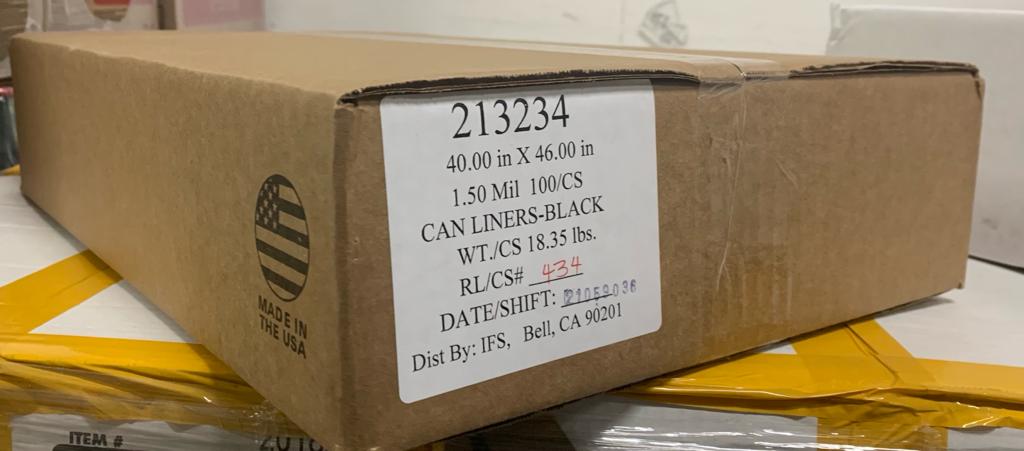 213234
40.00 in X 46.00 in
1.50 Mil 100/CS
CAN LINERS-BLACK
WT./CS 18.35 lbs.
RL/CS# 434
DATE/SHIFT:
Dist By: IFS, Bell, CA 90201
MADE IN
THE USA
ITEM #